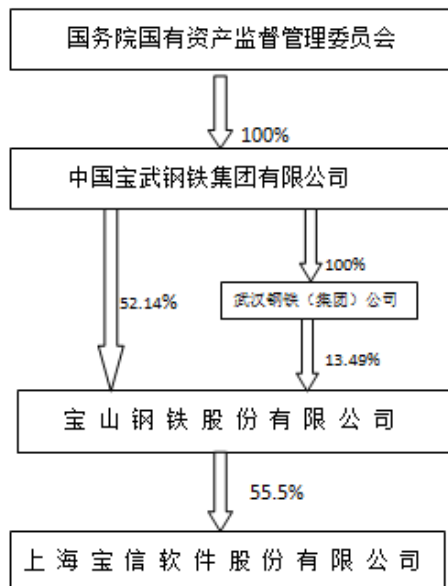 国务院国有资产监督管理委员会
100%
中国宝武钢铁集团有限公司
100%
52.14%
武汉钢铁（集团）公司
13.49%
宝山钢铁股份有限公司
55.5%
上海宝信软件股份有限公司